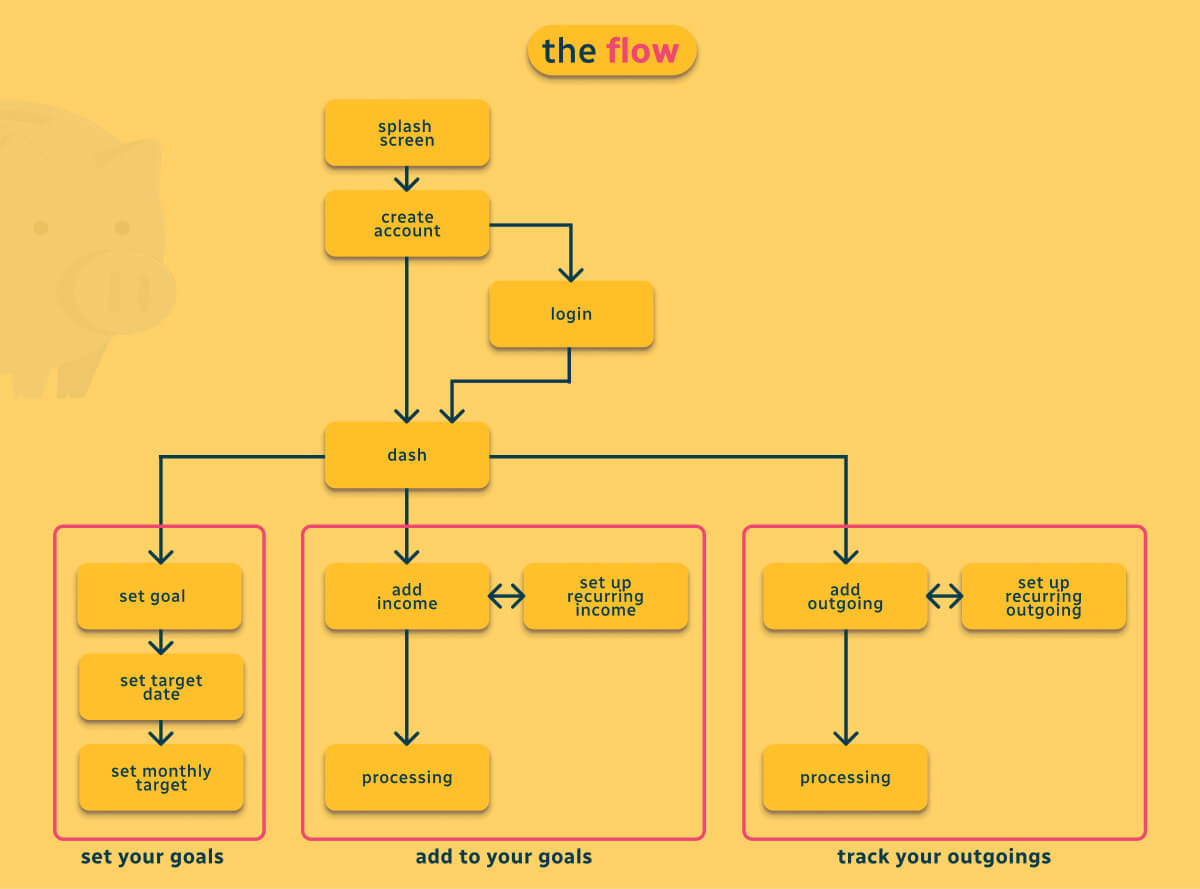 the flow
splash
screen
create
account
login
dash
set goal
set target
date
set monthly
target
set your goals
add
income
set up
recurring
income
processing
add to your goals
add
outgoing
set up
recurring
outgoing
processing
track your outgoings